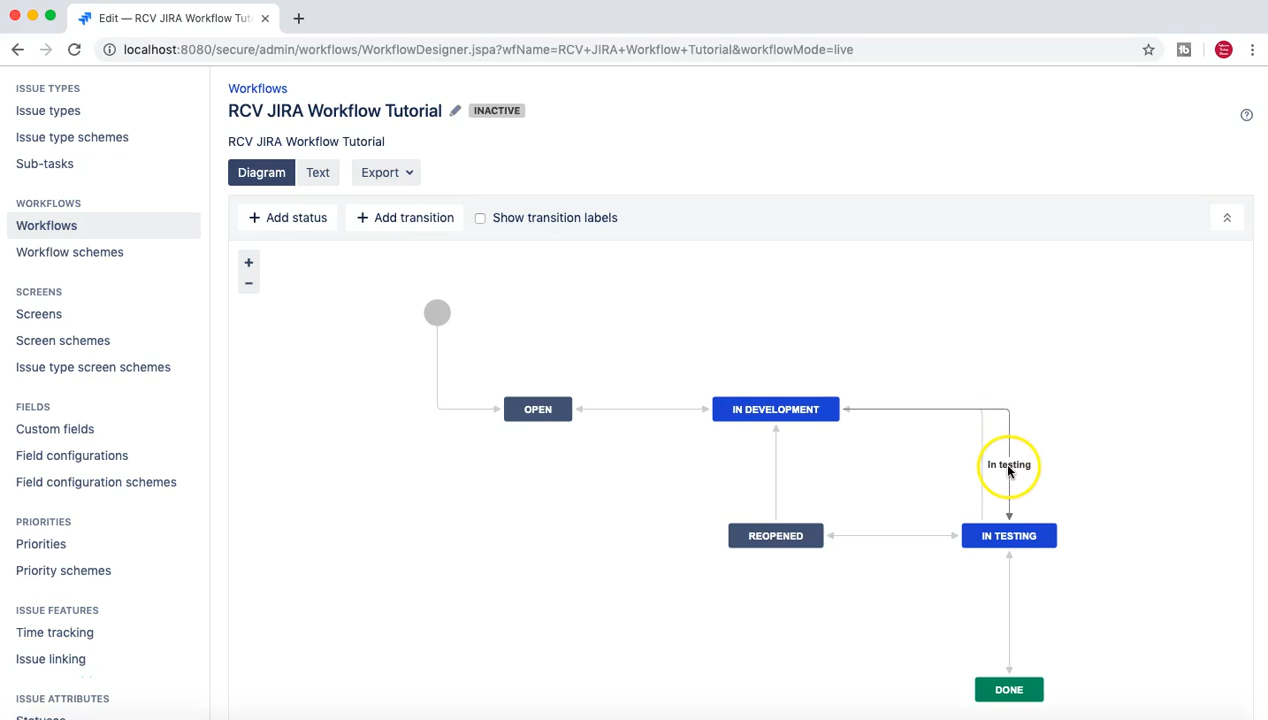 Edit — RCV JIRA Workflow Tuto
localhost:8080/secure/admin/workflows/WorkflowDesigner.jspa?wfName=RCV+JIRA+Workflow+Tutorial&workflowMode=live
ISSUE TYPES
Issue types
Issue type schemes
Sub-tasks
WORKFLOWS
Workflows
Workflow schemes
SCREENS
Screens
Screen schemes
Issue type screen schemes
FIELDS
Custom fields
Field configurations
Field configuration schemes
PRIORITIES
Priorities
Priority schemes
ISSUE FEATURES
Time tracking
Issue linking
ISSUE ATTRIBUTES
Statuses
Workflows
RCV JIRA Workflow Tutorial INACTIVE
RCV JIRA Workflow Tutorial
Diagram Text Export
+ Add status + Add transition Show transition labels
+
−
OPEN IN DEVELOPMENT
In testing
REOPENED IN TESTING
DONE